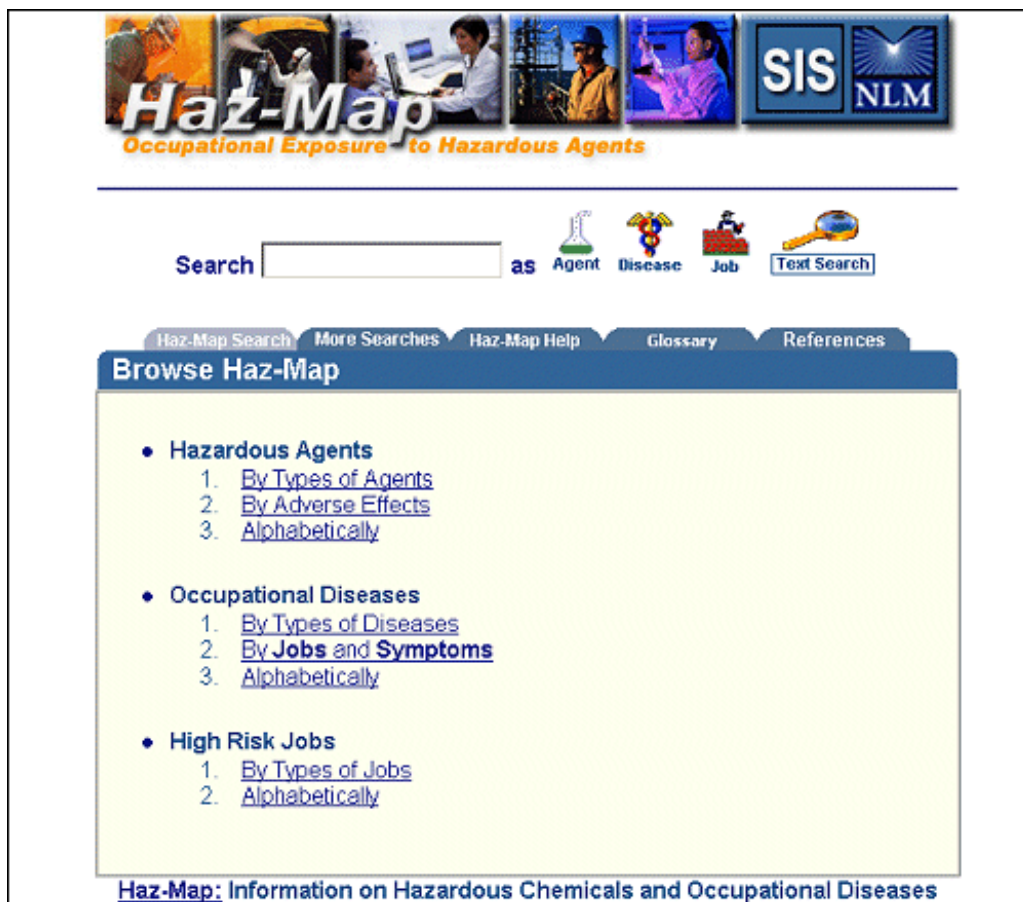 Haz-Map
Occupational Exposure to Hazardous Agents
SIS
NLM
Search as Agent Disease Job Text Search
Haz-Map Search More Searches Haz-Map Help Glossary References
Browse Haz-Map
• Hazardous Agents
1. By Types of Agents
2. By Adverse Effects
3. Alphabetically
• Occupational Diseases
1. By Types of Diseases
2. By Jobs and Symptoms
3. Alphabetically
• High Risk Jobs
1. By Types of Jobs
2. Alphabetically
Haz-Map: Information on Hazardous Chemicals and Occupational Diseases